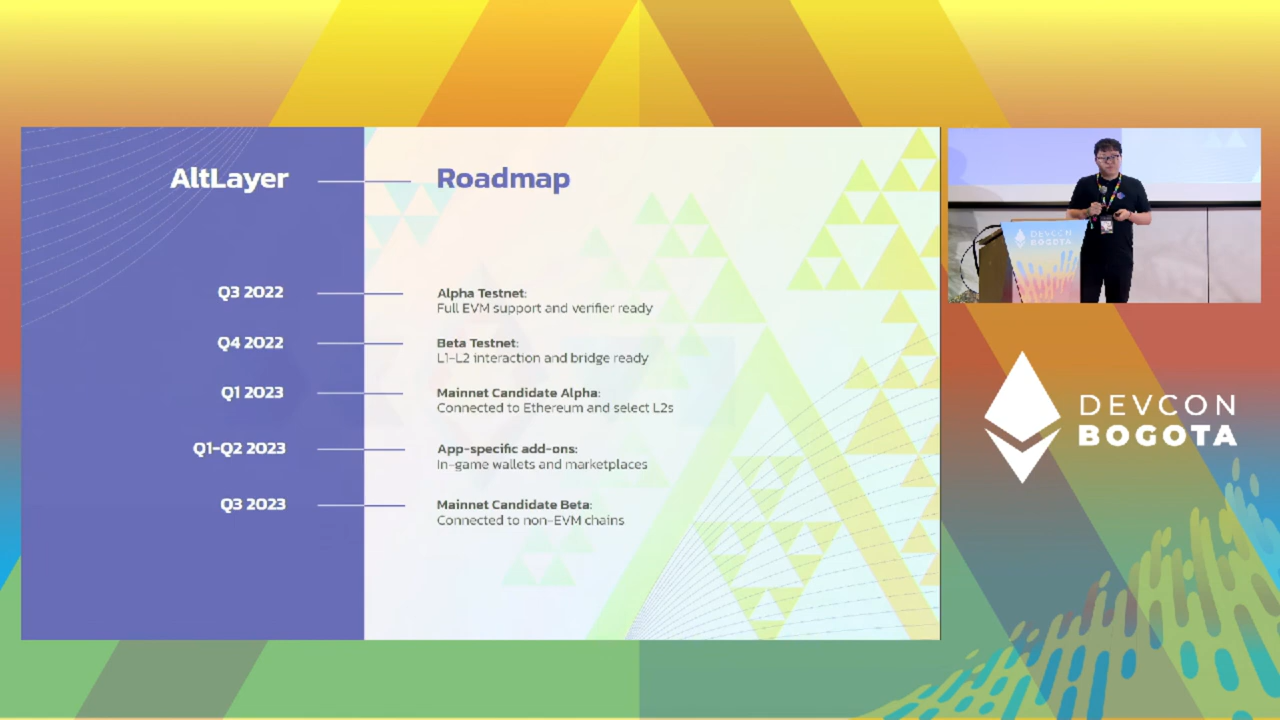 AltLayer
Roadmap
Q3 2022
Alpha Testnet:
Full EVM support and verifier ready
Q4 2022
Beta Testnet:
L1-L2 interaction and bridge ready
Q1 2023
Mainnet Candidate Alpha:
Connected to Ethereum and select L2s
Q1-Q2 2023
App-specific add-ons:
In-game wallets and marketplaces
Q3 2023
Mainnet Candidate Beta:
Connected to non-EVM chains
DEVCON
BOGOTA
DEVCON
BOGOTA